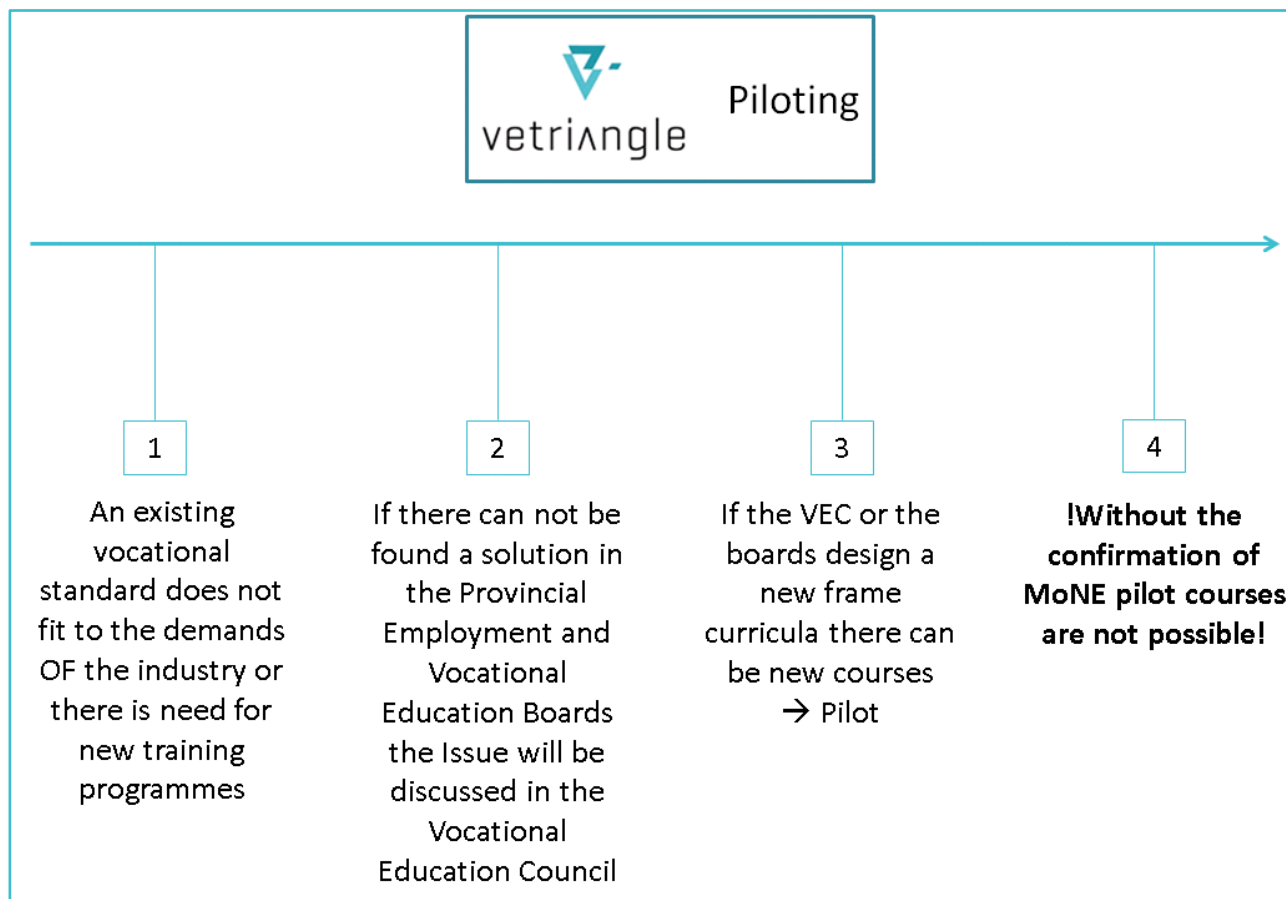 vetriangle
Piloting
1
An existing
vocational
standard does not
fit to the demands
OF the industry or
there is need for
new training
programmes
2
If there can not be
found a solution in
the Provincial
Employment and
Vocational
Education Boards
the Issue will be
discussed in the
Vocational
Education Council
3
If the VEC or the
boards design a
new frame
curricula there can
be new courses
→ Pilot
4
!Without the
confirmation of
MoNE pilot courses
are not possible!